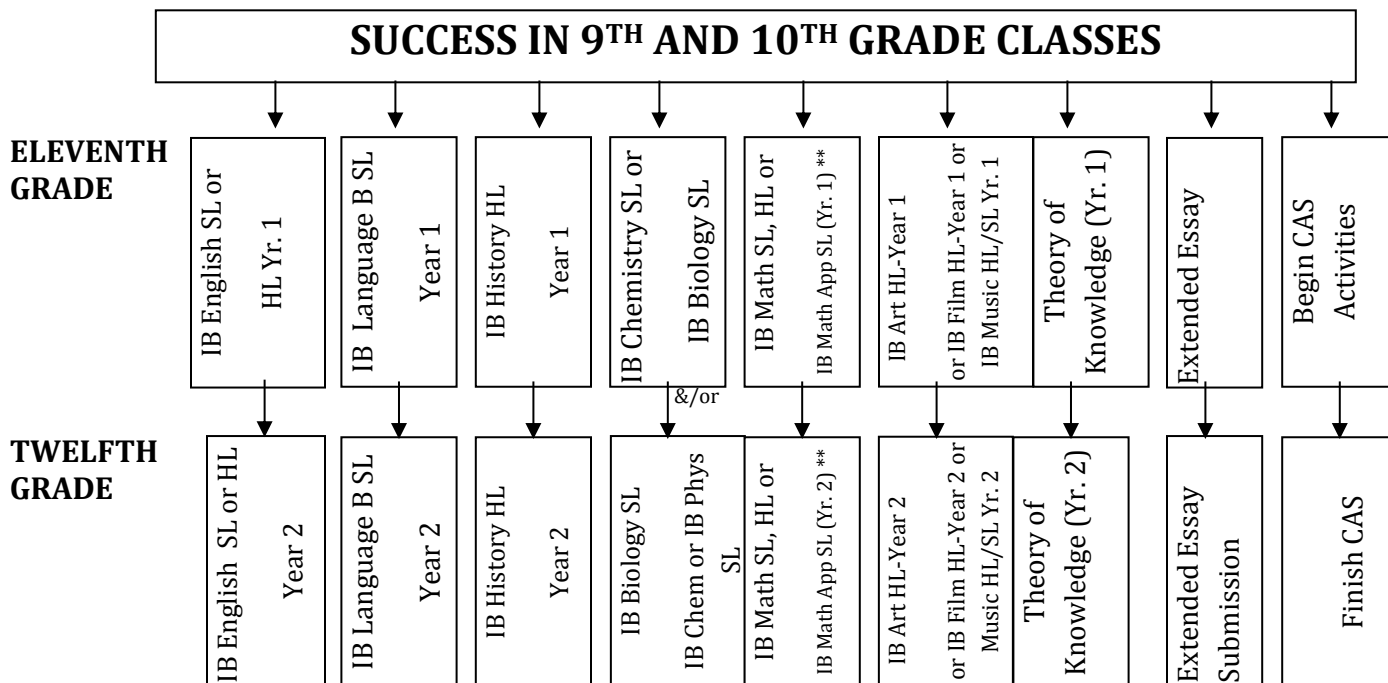 SUCCESS IN 9TH AND 10TH GRADE CLASSES
ELEVENTH
GRADE
IB English SL or
HL Yr. 1
IB Language B SL
Year 1
IB History HL
Year 1
IB Chemistry SL or
IB Biology SL
IB Math SL, HL or
IB Math App SL (Yr. 1) **
IB Art HL-Year 1
or IB Film HL-Year 1 or
IB Music HL/SL Yr. 1
Theory of
Knowledge (Yr. 1)
Extended Essay
Begin CAS
Activities
&/or
TWELFTH
GRADE
IB English SL or HL
Year 2
IB Language B SL
Year 2
IB History HL
Year 2
IB Biology SL
IB Chem or IB Phys
SL
IB Math SL, HL or
IB Math App SL (Yr. 2) **
IB Art HL-Year 2
or IB Film HL-Year 2 or
Music HL/SL Yr. 2
Theory of
Knowledge (Yr. 2)
Extended Essay
Submission
Finish CAS